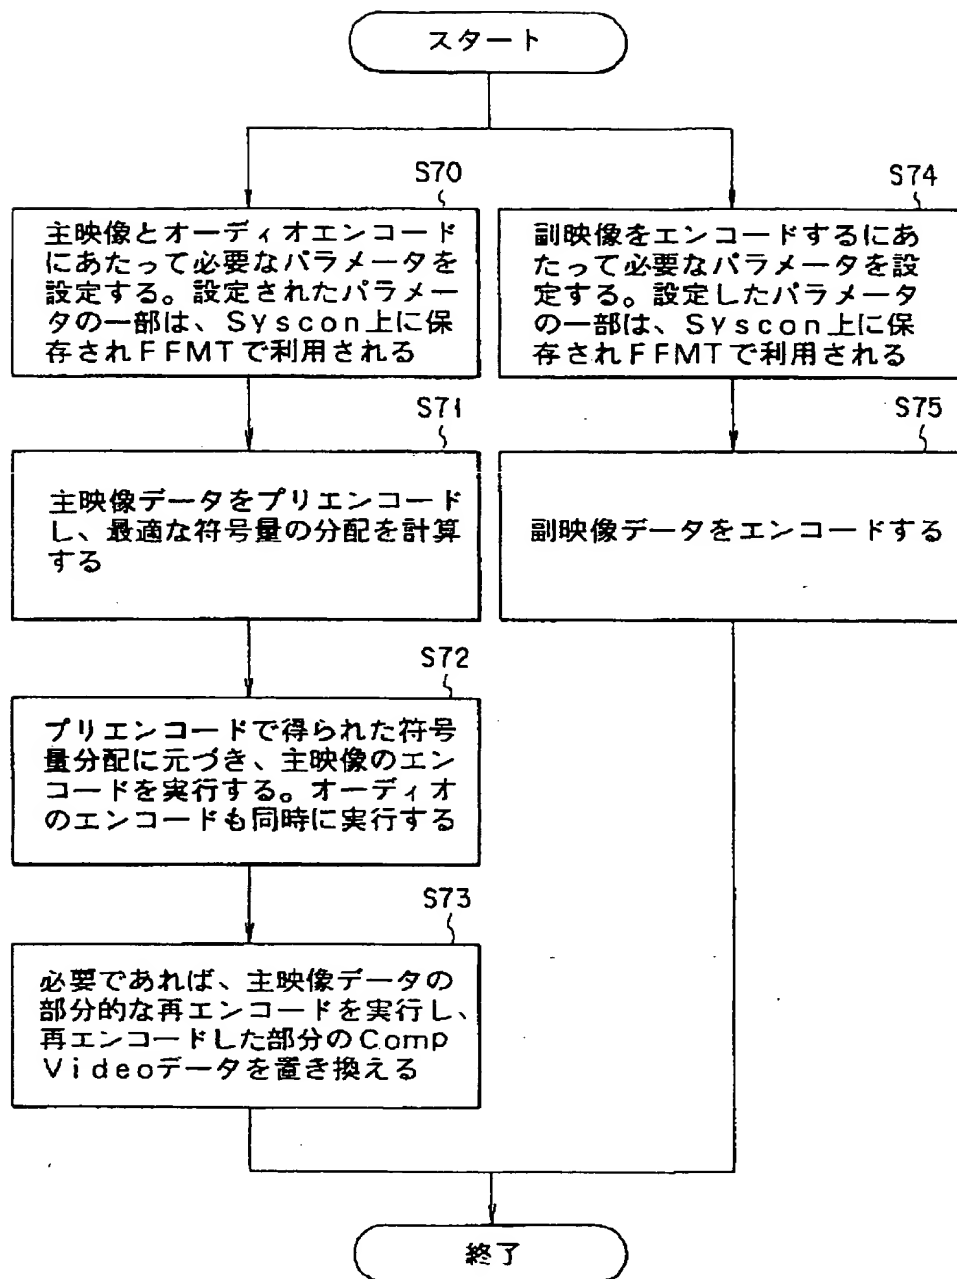 スタート
S70
主映像とオーディオエンコード
にあたって必要なパラメータを
設定する。設定されたパラメー
タの一部は、Syscon上に保
存されFFMTで利用される
S71
主映像データをプリエンコード
し、最適な符号量の分配を計算
する
S72
プリエンコードで得られた符号
量分配に元づき、主映像のエン
コードを実行する。オーディオ
のエンコードも同時に実行する
S73
必要であれば、主映像データの
部分的な再エンコードを実行し、
再エンコードした部分のComp
Videoデータを置き換える
S74
副映像をエンコードするにあ
たって必要なパラメータを設
定する。設定したパラメータ
の一部は、Syscon上に保
存されFFMTで利用される
S75
副映像データをエンコードする
終了